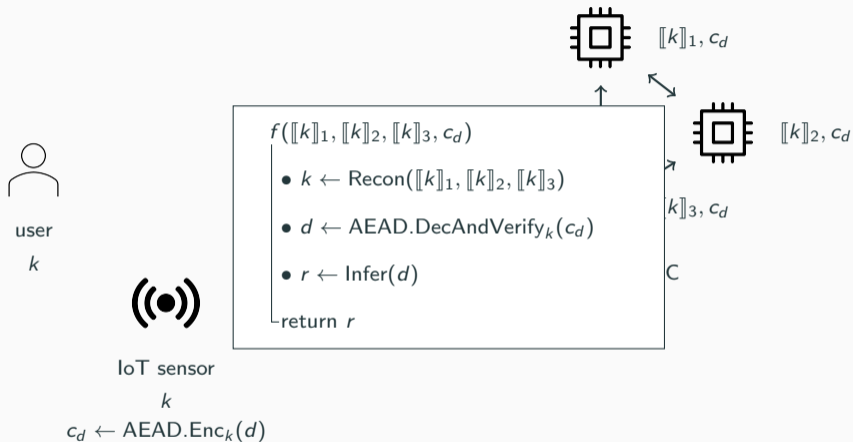 ⟦k⟧₁, c_d
⟦k⟧₂, c_d
k⟧₃, c_d
C
f(⟦k⟧₁, ⟦k⟧₂, ⟦k⟧₃, c_d)
• k ← Recon(⟦k⟧₁, ⟦k⟧₂, ⟦k⟧₃)
• d ← AEAD.DecAndVerify_k(c_d)
• r ← Infer(d)
return r
user
k
IoT sensor
k
c_d ← AEAD.Enc_k(d)